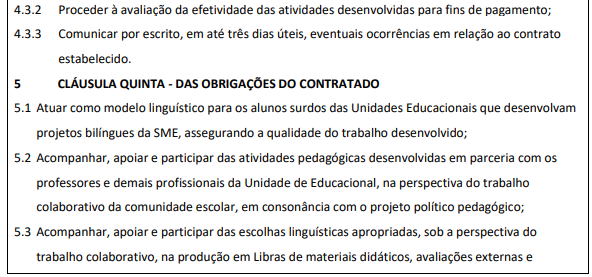 4.3.2 Proceder à avaliação da efetividade das atividades desenvolvidas para fins de pagamento;
4.3.3 Comunicar por escrito, em até três dias úteis, eventuais ocorrências em relação ao contrato
estabelecido.
5 CLÁUSULA QUINTA - DAS OBRIGAÇÕES DO CONTRATADO
5.1 Atuar como modelo linguístico para os alunos surdos das Unidades Educacionais que desenvolvam
projetos bilíngues da SME, assegurando a qualidade do trabalho desenvolvido;
5.2 Acompanhar, apoiar e participar das atividades pedagógicas desenvolvidas em parceria com os
professores e demais profissionais da Unidade de Educacional, na perspectiva do trabalho
colaborativo da comunidade escolar, em consonância com o projeto político pedagógico;
5.3 Acompanhar, apoiar e participar das escolhas linguísticas apropriadas, sob a perspectiva do
trabalho colaborativo, na produção em Libras de materiais didáticos, avaliações externas e